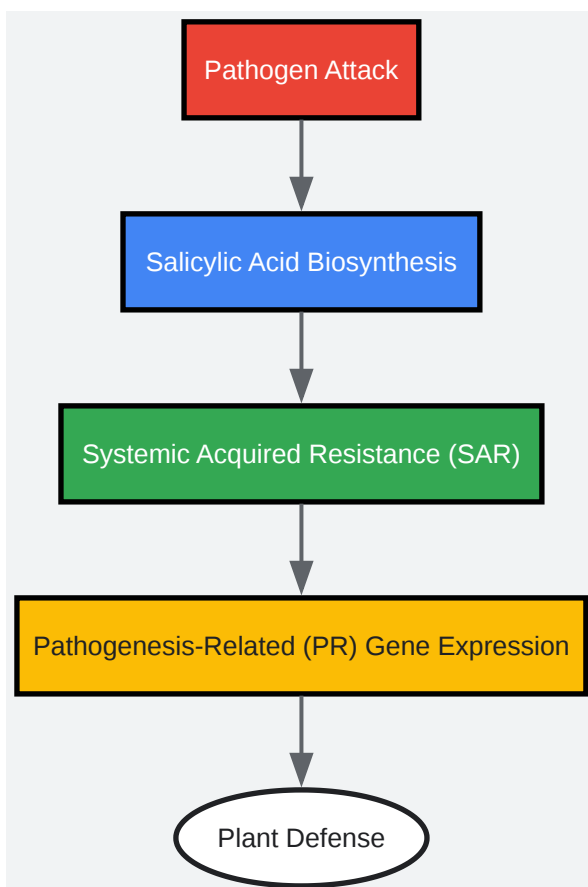 Pathogen Attack
Salicylic Acid Biosynthesis
Systemic Acquired Resistance (SAR)
Pathogenesis-Related (PR) Gene Expression
Plant Defense